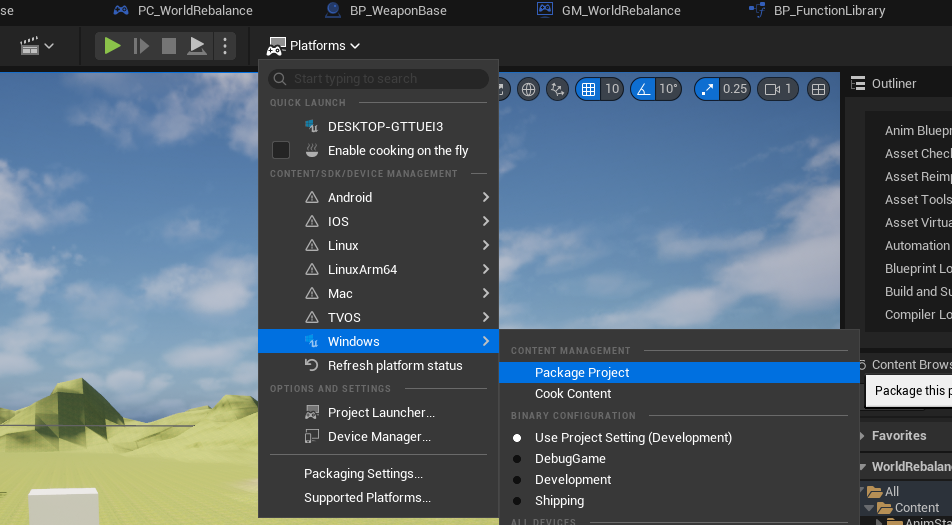 se PC_WorldRebalance BP_WeaponBase GM_WorldRebalance BP_FunctionLibrary
Platforms
Start typing to search
QUICK LAUNCH
DESKTOP-GTTUEI3
Enable cooking on the fly
CONTENT/SDK/DEVICE MANAGEMENT
Android
IOS
Linux
LinuxArm64
Mac
TVOS
Windows
Refresh platform status
OPTIONS AND SETTINGS
Project Launcher...
Device Manager...
Packaging Settings...
Supported Platforms...
CONTENT MANAGEMENT
Package Project
Cook Content
BINARY CONFIGURATION
Use Project Setting (Development)
DebugGame
Development
Shipping
ALL DEVICES
10 10° 0.25 1
Outliner
Anim Bluepr
Asset Chec
Asset Reimp
Asset Tools
Asset Virtua
Automation
Blueprint Lo
Build and Su
Compiler Lo
Content Brows
Package this p
Favorites
WorldRebalan
All
Content
AnimSta